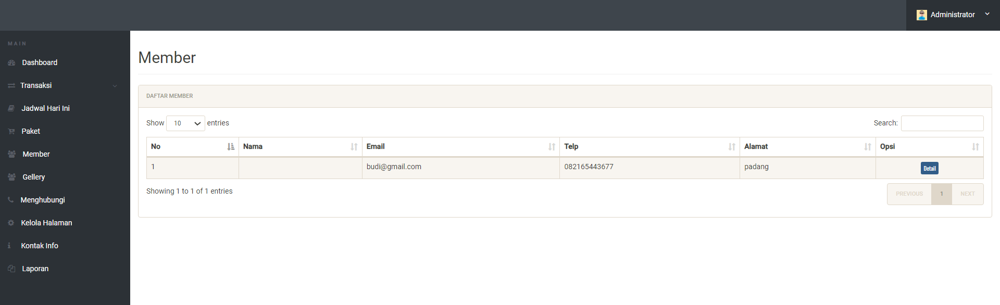 Administrator
MAIN
Dashboard
Transaksi
Jadwal Hari Ini
Paket
Member
Gellery
Menghubungi
Kelola Halaman
Kontak Info
Laporan
Member
DAFTAR MEMBER
Show 10 entries Search:
No Nama Email Telp Alamat Opsi
1 budi@gmail.com 082165443677 padang Detail
Showing 1 to 1 of 1 entries
PREVIOUS 1 NEXT